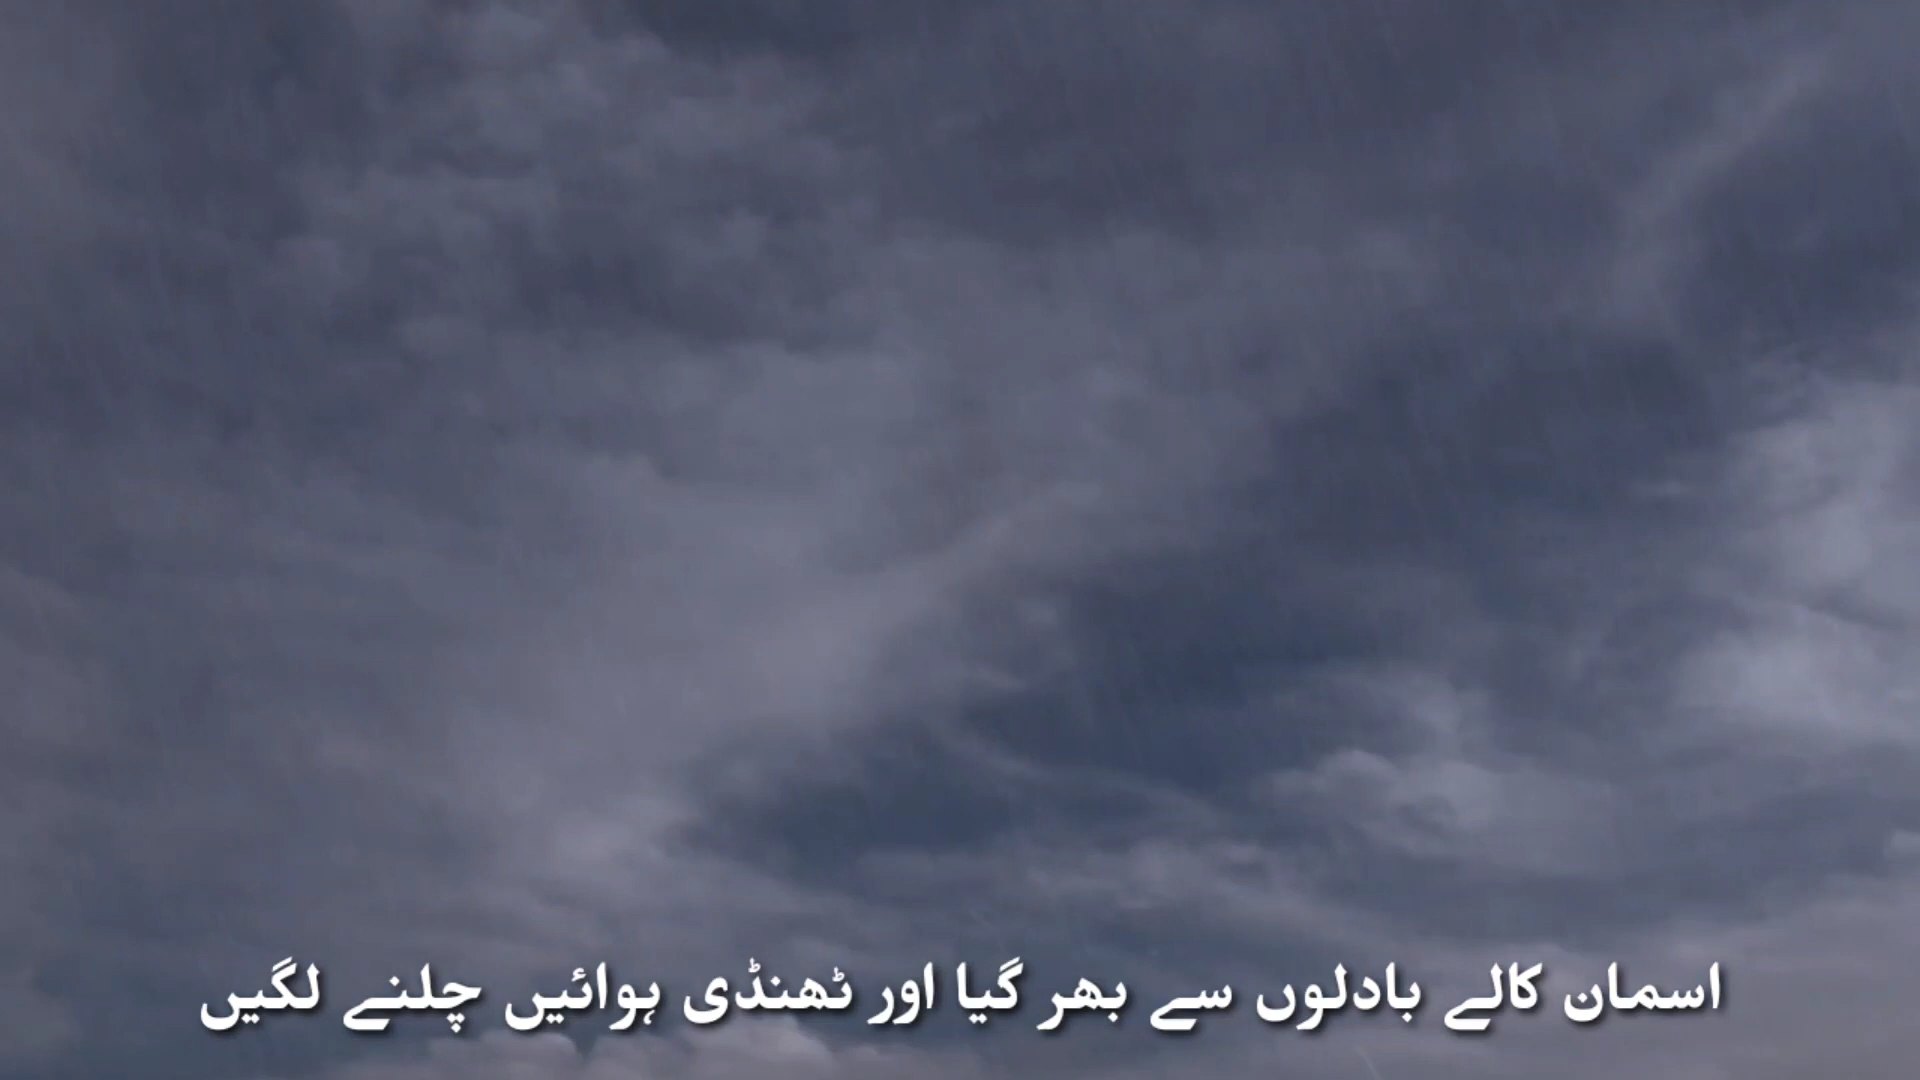 اسمان کالے بادلوں سے بھر گیا اور ٹھنڈی ہوائیں چلنے لگیں